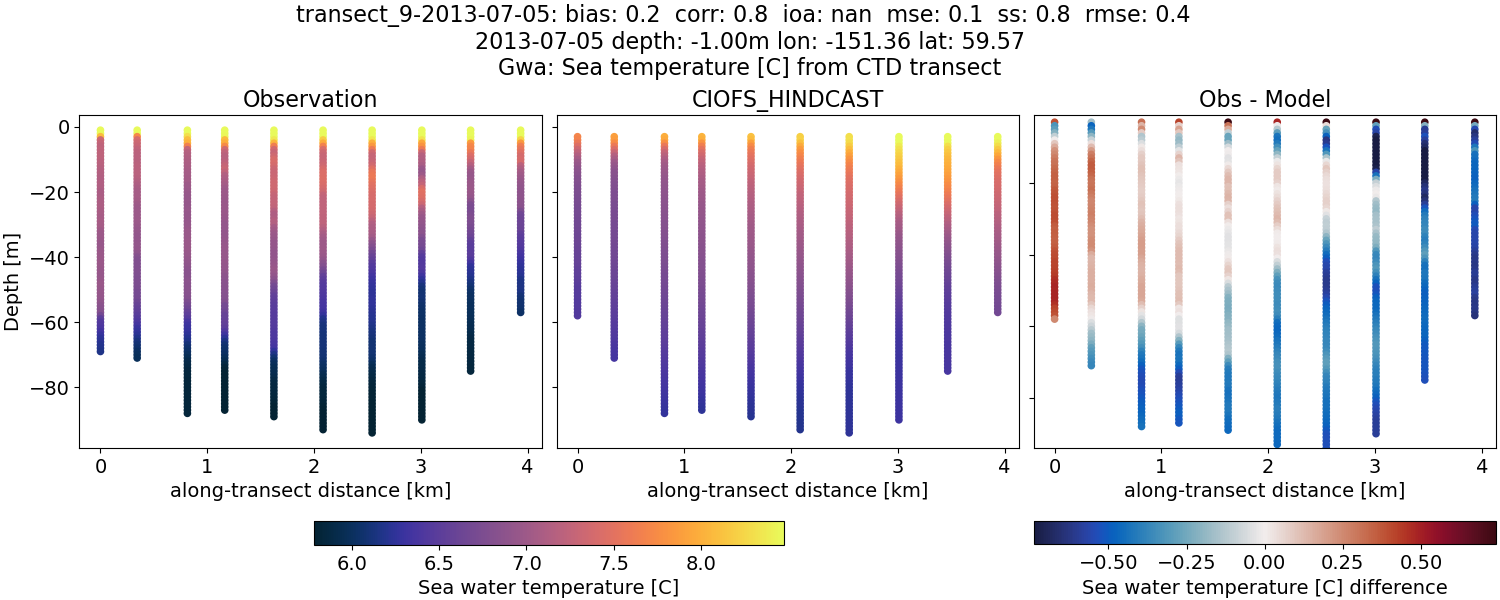 transect_9-2013-07-05: bias: 0.2  corr: 0.8  ioa: nan  mse: 0.1  ss: 0.8  rmse: 0.4
2013-07-05 depth: -1.00m lon: -151.36 lat: 59.57
Gwa: Sea temperature [C] from CTD transect
Observation
CIOFS_HINDCAST
Obs - Model
Depth [m]
0
−20
−40
−60
−80
0 1 2 3 4
0 1 2 3 4
0 1 2 3 4
along-transect distance [km]
along-transect distance [km]
along-transect distance [km]
6.0 6.5 7.0 7.5 8.0
Sea water temperature [C]
−0.50 −0.25 0.00 0.25 0.50
Sea water temperature [C] difference